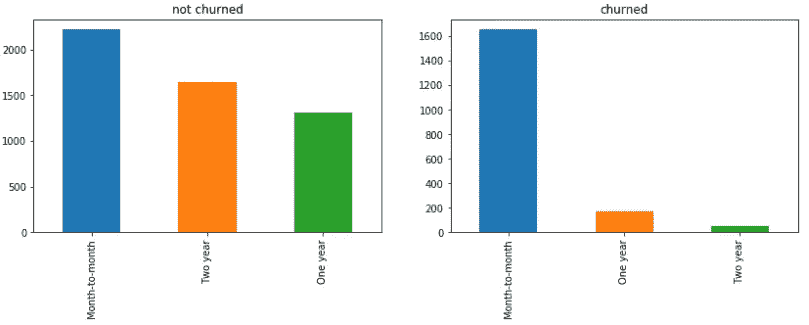 not churned
2000
1500
1000
500
0
Month-to-month
Two year
One year
churned
1600
1400
1200
1000
800
600
400
200
0
Month-to-month
One year
Two year